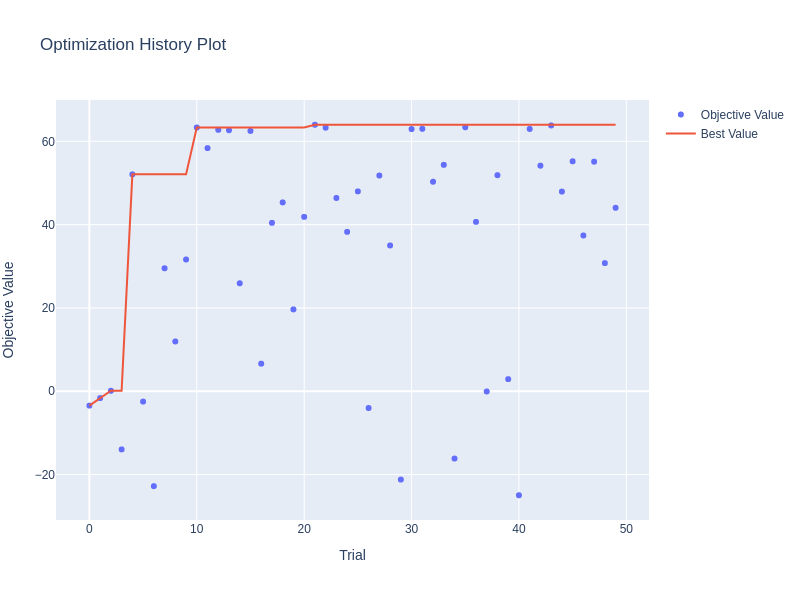 Optimization History Plot
Objective Value
Best Value
60
40
20
0
−20
0
10
20
30
40
50
Trial
Objective Value